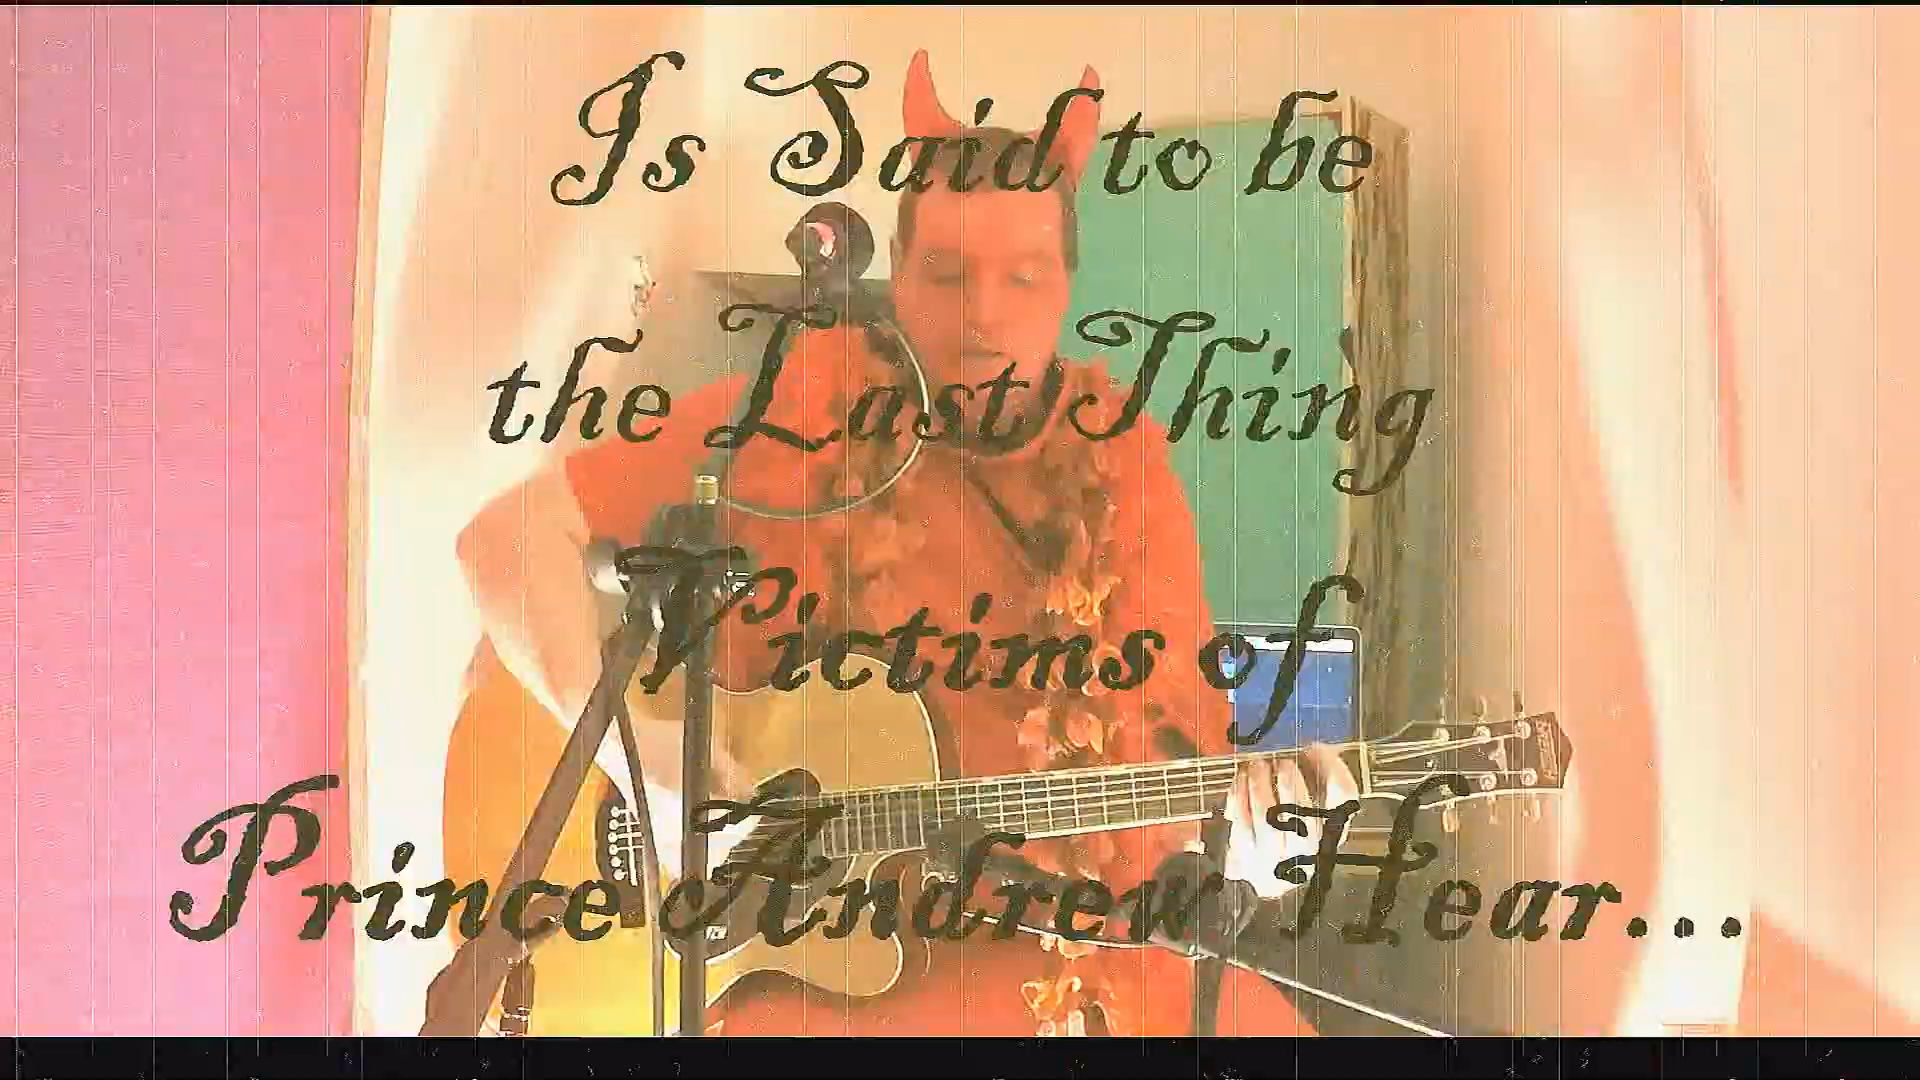 Is Said to be
the Last Thing
Victims of
Prince Andrew Hear...